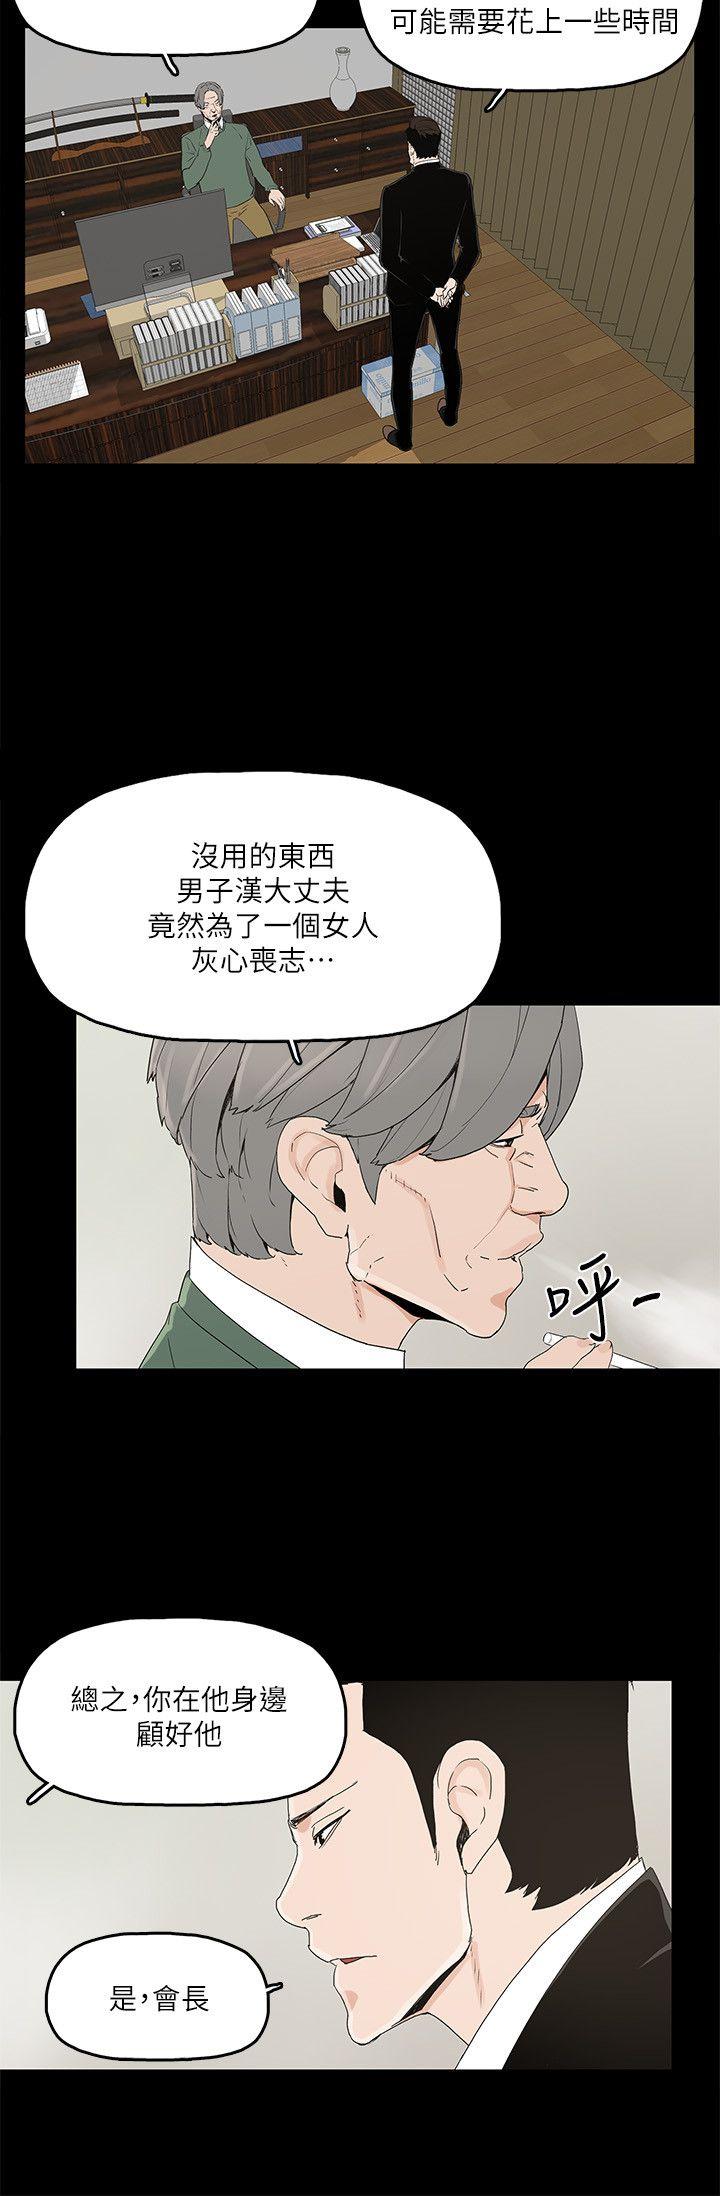 可能需要花上一些時間
沒用的東西
男子漢大丈夫
竟然為了一個女人
灰心喪志…
呼-
總之,你在他身邊
顧好他
是,會長